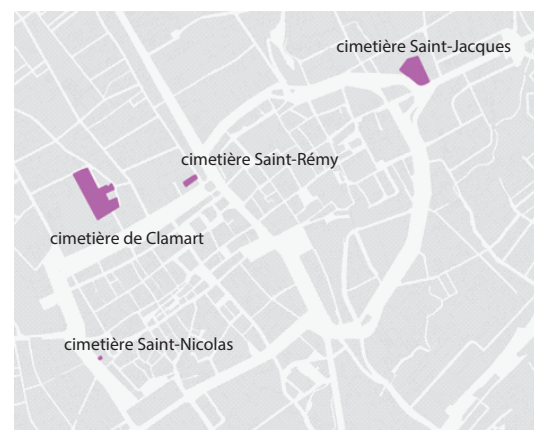 cimetière Saint-Jacques
cimetière Saint-Rémy
cimetière de Clamart
cimetière Saint-Nicolas